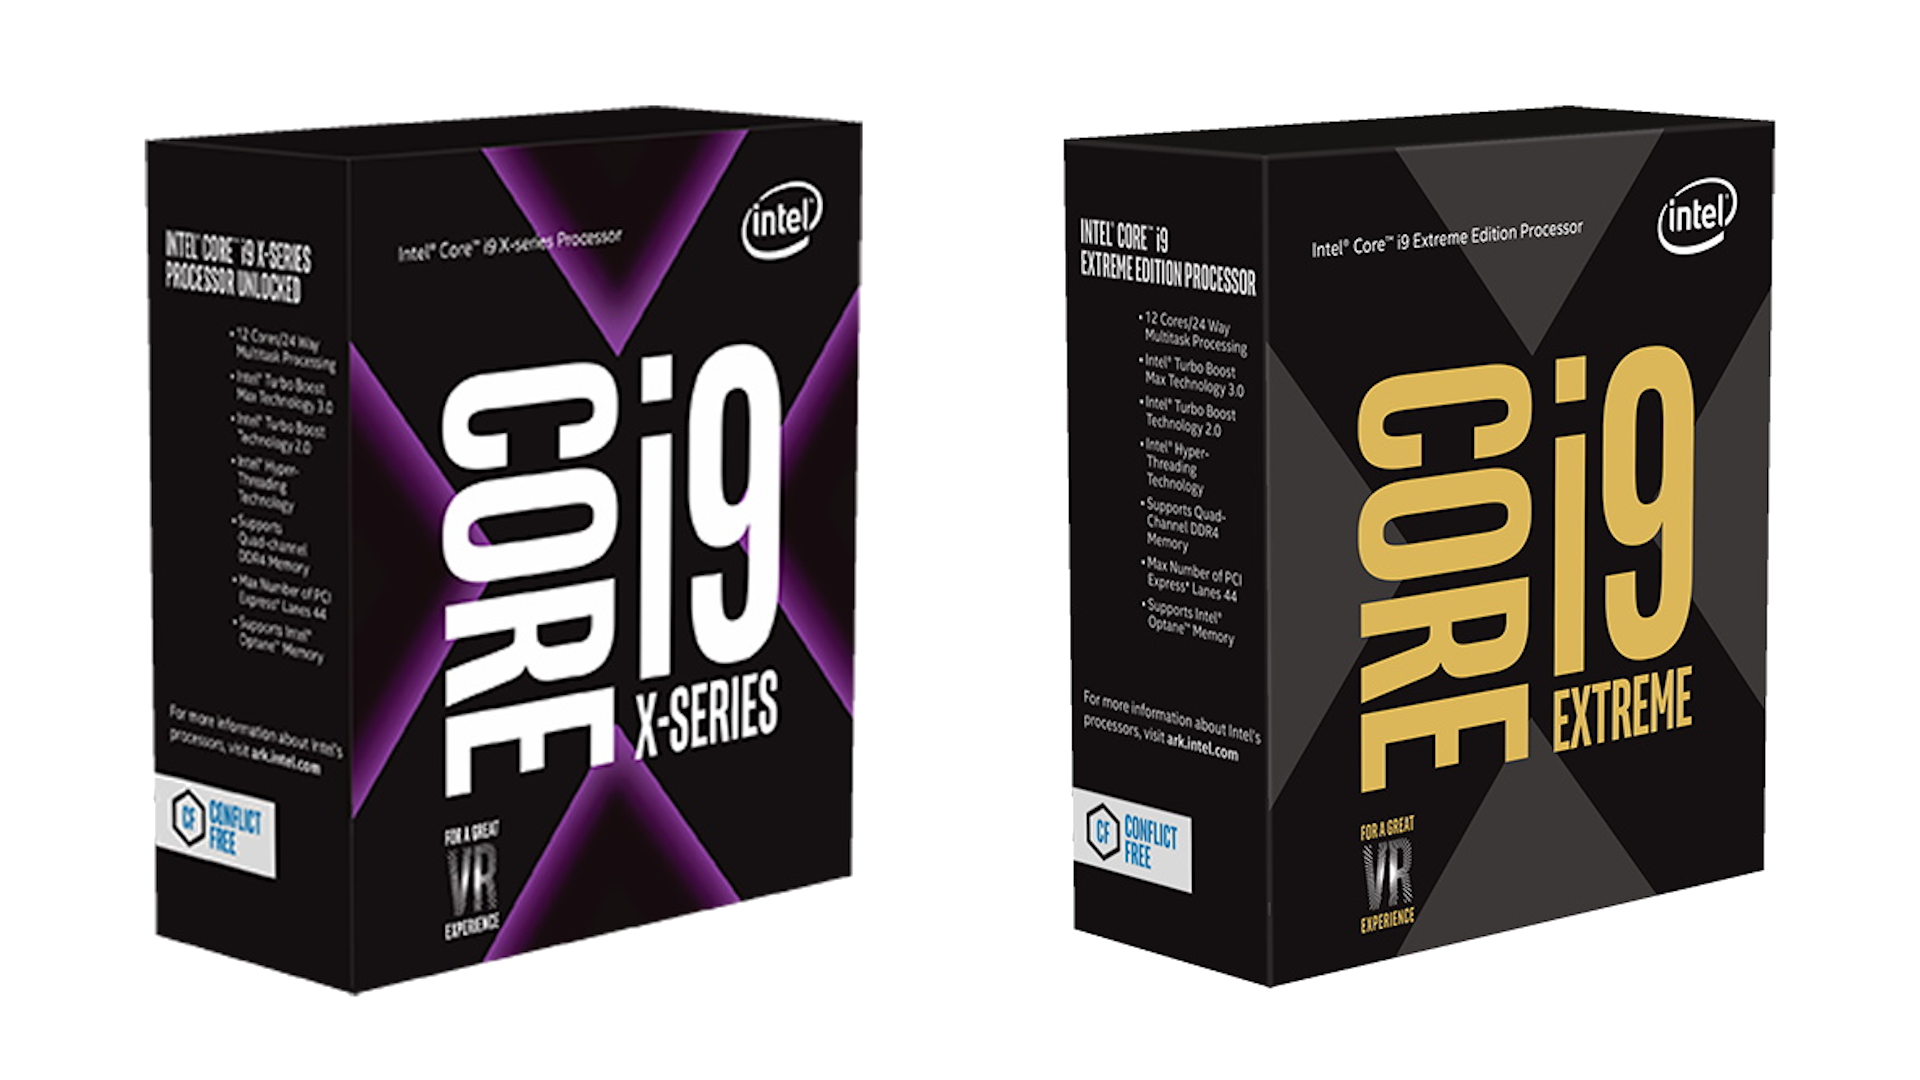 INTEL® CORE™ i9 X-SERIES
PROCESSOR UNLOCKED
• 12 Cores/24 Way
Multitask Processing
• Intel® Turbo Boost
Max Technology 3.0
• Intel® Turbo Boost
Technology 2.0
• Intel® Hyper-
Threading
Technology
• Supports
Quad-channel
DDR4 Memory
• Max Number of PCI
Express® Lanes 44
• Supports Intel®
Optane™ Memory
For more information about Intel's
processors, visit ark.intel.com
CF CONFLICT
FREE
Intel® Core™ i9 X-series Processor
intel
CORE i9
X-SERIES
FOR A GREAT
VR
EXPERIENCE
INTEL® CORE™ i9
EXTREME EDITION PROCESSOR
• 12 Cores/24 Way
Multitask Processing
• Intel® Turbo Boost
Max Technology 3.0
• Intel® Turbo Boost
Technology 2.0
• Intel® Hyper-
Threading
Technology
• Supports Quad-
Channel DDR4
Memory
• Max Number of PCI
Express® Lanes 44
• Supports Intel®
Optane™ Memory
For more information about Intel's
processors, visit ark.intel.com
CF CONFLICT
FREE
Intel® Core™ i9 Extreme Edition Processor
intel
CORE i9
EXTREME
FOR A GREAT
VR
EXPERIENCE